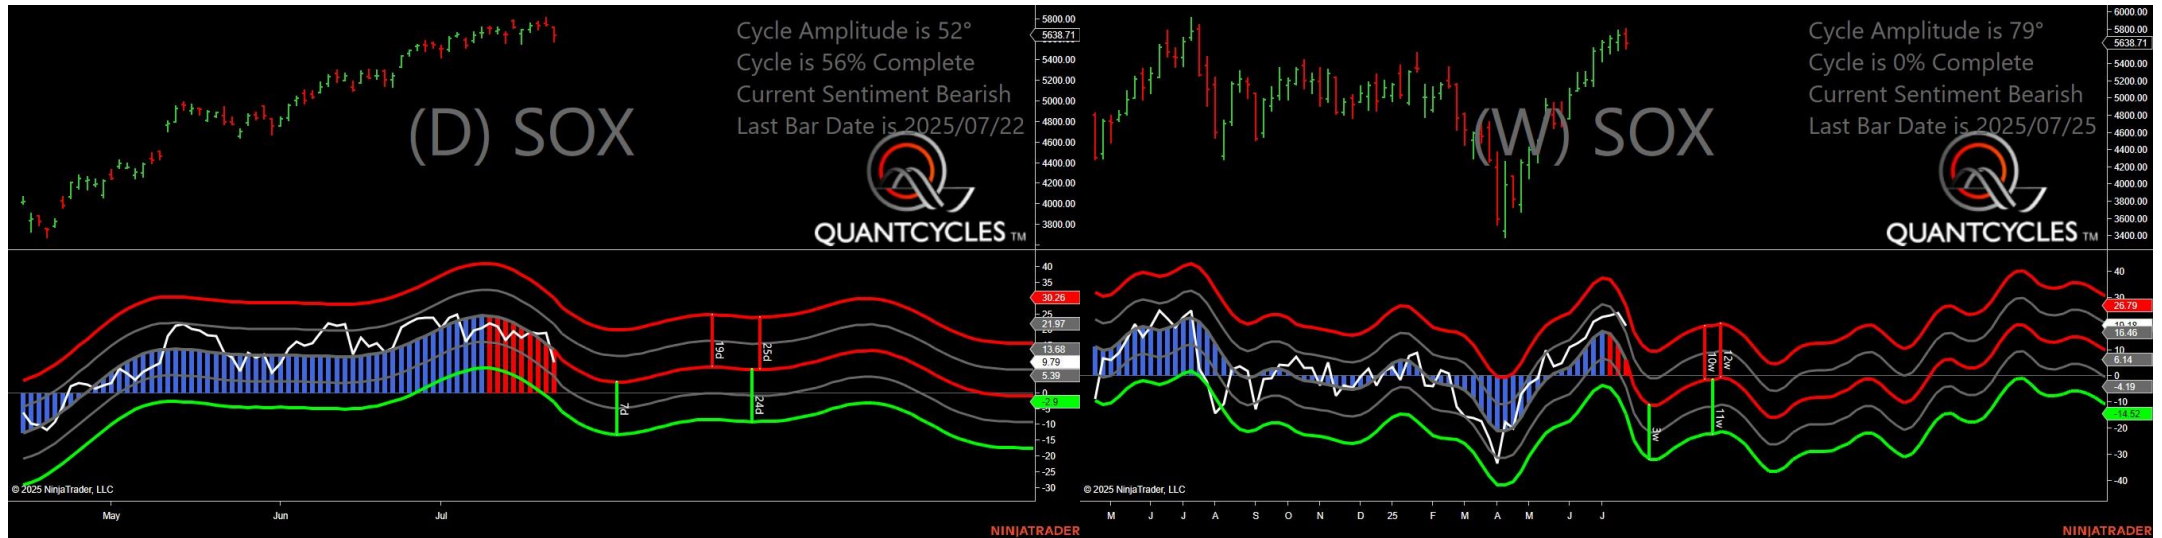 Cycle Amplitude is 52°
Cycle is 56% Complete
Current Sentiment Bearish
Last Bar Date is 2025/07/22
(D) SOX
QUANTCYCLES TM
5800.00
5638.71
5400.00
5200.00
5000.00
4800.00
4600.00
4400.00
4200.00
4000.00
3800.00
40
35
30.26
25
21.97
13.68
9.79
5.39
0
-2.9
-10
-15
-20
-25
-30
19d
25d
7d
24d
© 2025 NinjaTrader, LLC
May Jun Jul
NINJATRADER
Cycle Amplitude is 79°
Cycle is 0% Complete
Current Sentiment Bearish
Last Bar Date is 2025/07/25
(W) SOX
QUANTCYCLES TM
6000.00
5800.00
5638.71
5400.00
5200.00
5000.00
4800.00
4600.00
4400.00
4200.00
4000.00
3800.00
3600.00
3400.00
40
30
26.79
16.46
10
6.14
0
-4.19
-10
-14.52
-20
-30
-40
10w
12w
3w
11w
© 2025 NinjaTrader, LLC
M J J A S O N D 25 F M A M J J
NINJATRADER